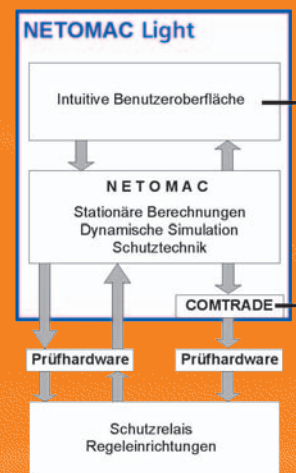 NETOMAC Light
Intuitive Benutzeroberfläche
NETOMAC
Stationäre Berechnungen
Dynamische Simulation
Schutztechnik
COMTRADE
Prüfhardware Prüfhardware
Schutzrelais
Regeleinrichtungen